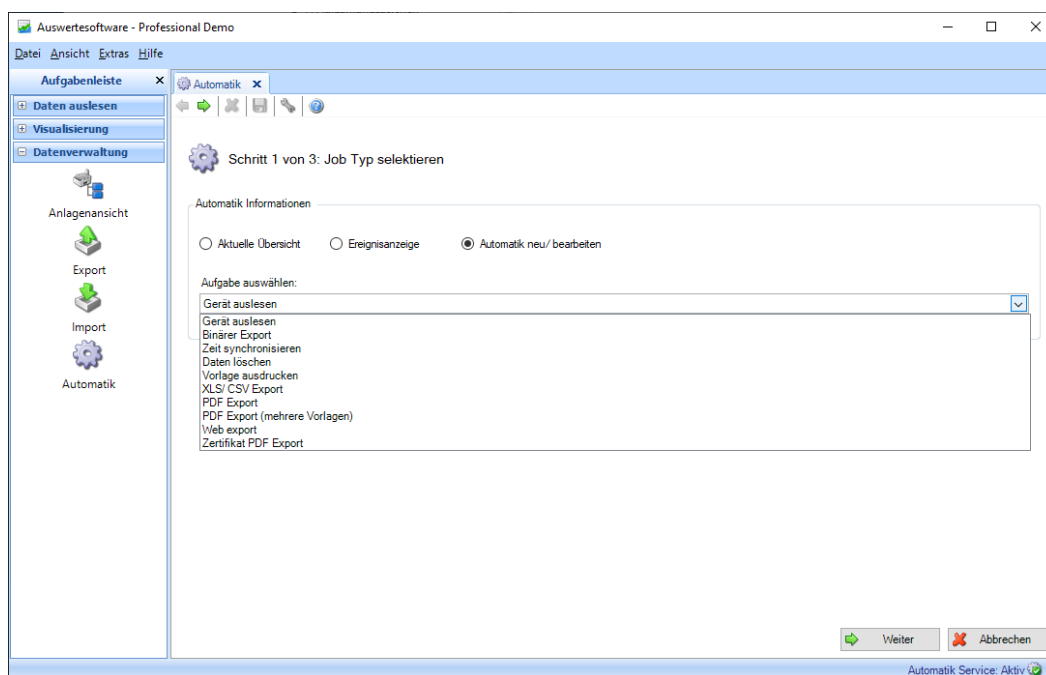 Auswertesoftware - Professional Demo
Datei Ansicht Extras Hilfe
Aufgabenleiste
Automatik
Daten auslesen
Visualisierung
Datenverwaltung
Anlagenansicht
Export
Import
Automatik
Schritt 1 von 3: Job Typ selektieren
Automatik Informationen
Aktuelle Übersicht Ereignisanzeige Automatik neu/ bearbeiten
Aufgabe auswählen:
Gerät auslesen
Gerät auslesen
Binärer Export
Zeit synchronisieren
Daten löschen
Vorlage ausdrucken
XLS/ CSV Export
PDF Export
PDF Export (mehrere Vorlagen)
Web export
Zertifikat PDF Export
Weiter Abbrechen
Automatik Service: Aktiv